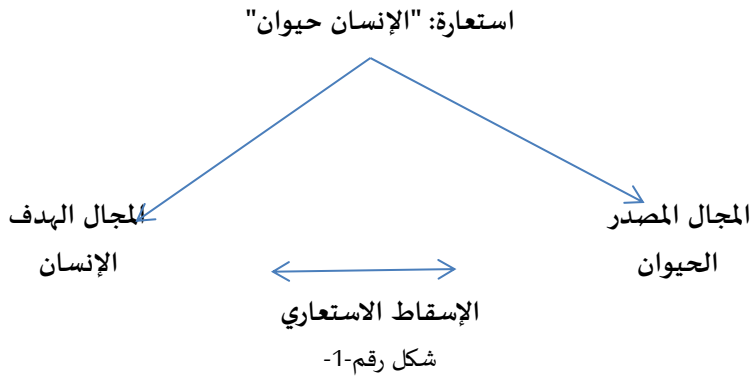 استعارة: "الإنسان حيوان"
المجال المصدر
الحيوان
المجال الهدف
الإنسان
الإسقاط الاستعاري
شكل رقم-1-